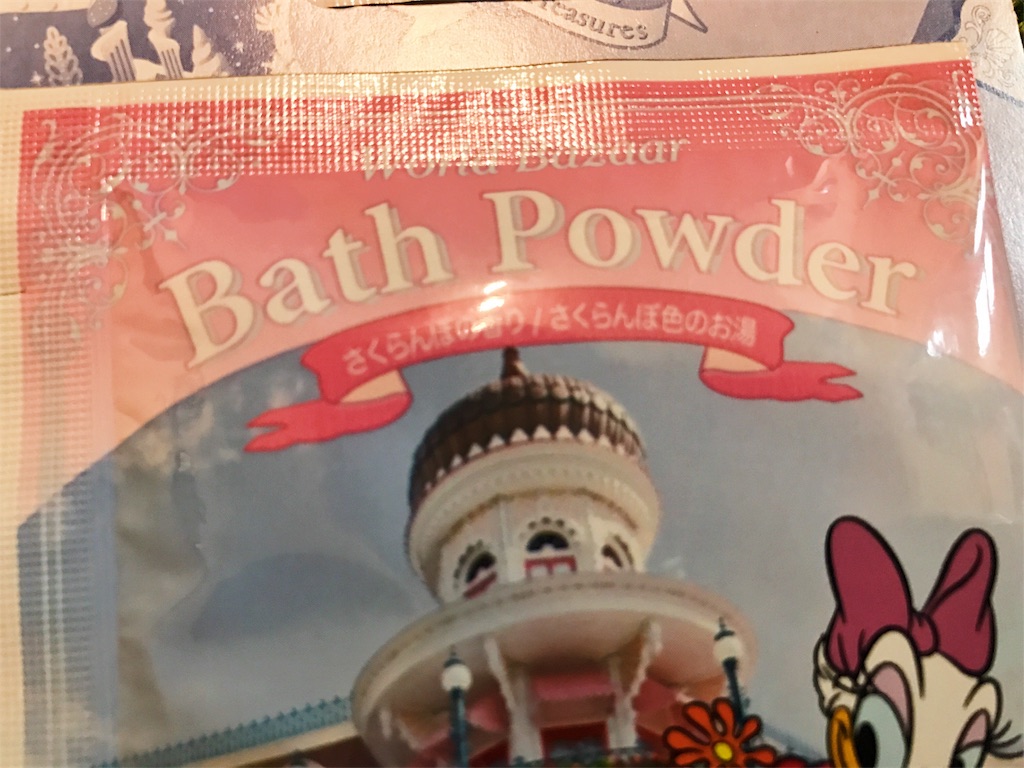 Treasures
World Bazaar
Bath Powder
さくらんぼの香り / さくらんぼ色のお湯